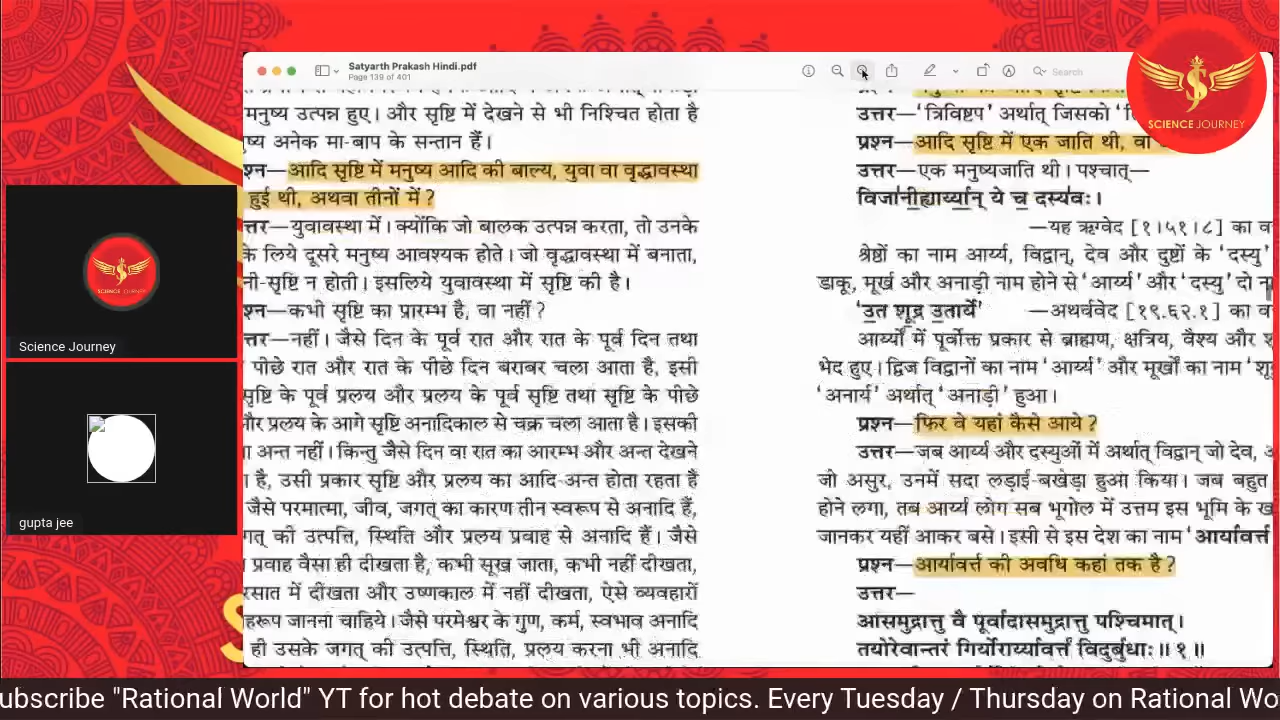 Satyarth Prakash Hindi.pdf
Page 139 of 401
Search
SCIENCE JOURNEY
मनुष्य उत्पन्न हुए। और सृष्टि में देखने से भी निश्चित होता है
अनेक मा-बाप के सन्तान हैं।
आदि सृष्टि में मनुष्य आदि की बाल्य, युवा वा वृद्धावस्था
हुई थी, अथवा तीनों में?
युवावस्था में। क्योंकि जो बालक उत्पन्न करता, तो उनके
लिये दूसरे मनुष्य आवश्यक होते। जो वृद्धावस्था में बनाता,
न होती। इसलिये युवावस्था में सृष्टि की है।
कभी सृष्टि का प्रारम्भ है, वा नहीं?
नहीं। जैसे दिन के पूर्व रात और रात के पूर्व दिन तथा
पीछे रात और रात के पीछे दिन बराबर चला आता है, इसी
सृष्टि के पूर्व प्रलय और प्रलय के पूर्व सृष्टि तथा सृष्टि के पीछे
प्रलय के आगे सृष्टि अनादिकाल से चक्र चला आता है। इसकी
अन्त नहीं। किन्तु जैसे दिन वा रात का आरम्भ और अन्त देखने
है, उसी प्रकार सृष्टि और प्रलय का आदि-अन्त होता रहता है
जैसे परमात्मा, जीव, जगत् का कारण तीन स्वरूप से अनादि हैं,
की उत्पत्ति, स्थिति और प्रलय प्रवाह से अनादि हैं। जैसे
प्रवाह वैसा ही दीखता है, कभी सूख जाता, कभी नहीं दीखता,
में दीखता और उष्णकाल में नहीं दीखता, ऐसे व्यवहारों
जानना चाहिये। जैसे परमेश्वर के गुण, कर्म, स्वभाव अनादि
ही उसके जगत् की उत्पत्ति, स्थिति, प्रलय करना भी अनादि
उत्तर—'त्रिविष्टप' अर्थात् जिसको
प्रश्न—आदि सृष्टि में एक जाति थी, वा
उत्तर—एक मनुष्यजाति थी। पश्चात्—
विजानीह्यार्य्यान् ये च दस्यवः।
—यह ऋग्वेद [१।५१।८] का
श्रेष्ठों का नाम आर्य्य, विद्वान्, देव और दुष्टों के 'दस्यु'
डाकू, मूर्ख और अनाड़ी नाम होने से 'आर्य्य' और 'दस्यु' दो
'उत शूद्र उतार्ये' —अथर्ववेद [१९.६२.१] का
आर्य्यों में पूर्वोक्त प्रकार से ब्राह्मण, क्षत्रिय, वैश्य और
भेद हुए। द्विज विद्वानों का नाम 'आर्य्य' और मूर्खों का नाम
'अनार्य' अर्थात् 'अनाड़ी' हुआ।
प्रश्न—फिर वे यहां कैसे आये?
उत्तर—जब आर्य्य और दस्युओं में अर्थात् विद्वान् जो देव,
जो असुर, उनमें सदा लड़ाई-बखेड़ा हुआ किया। जब बहुत
होने लगा, तब आर्य्य लोग सब भूगोल में उत्तम इस भूमि के
जानकर यहीं आकर बसे। इसी से इस देश का नाम 'आर्यावर्त्त
प्रश्न—आर्यावर्त्त की अवधि कहां तक है?
उत्तर—
आसमुद्रात्तु वै पूर्वादासमुद्रात्तु पश्चिमात्।
तयोरेवान्तरं गिर्योरार्य्यावर्त्तं विदुर्बुधाः॥१॥
SCIENCE JOURNEY
Science Journey
gupta jee
ubscribe "Rational World" YT for hot debate on various topics. Every Tuesday / Thursday on Rational Wo